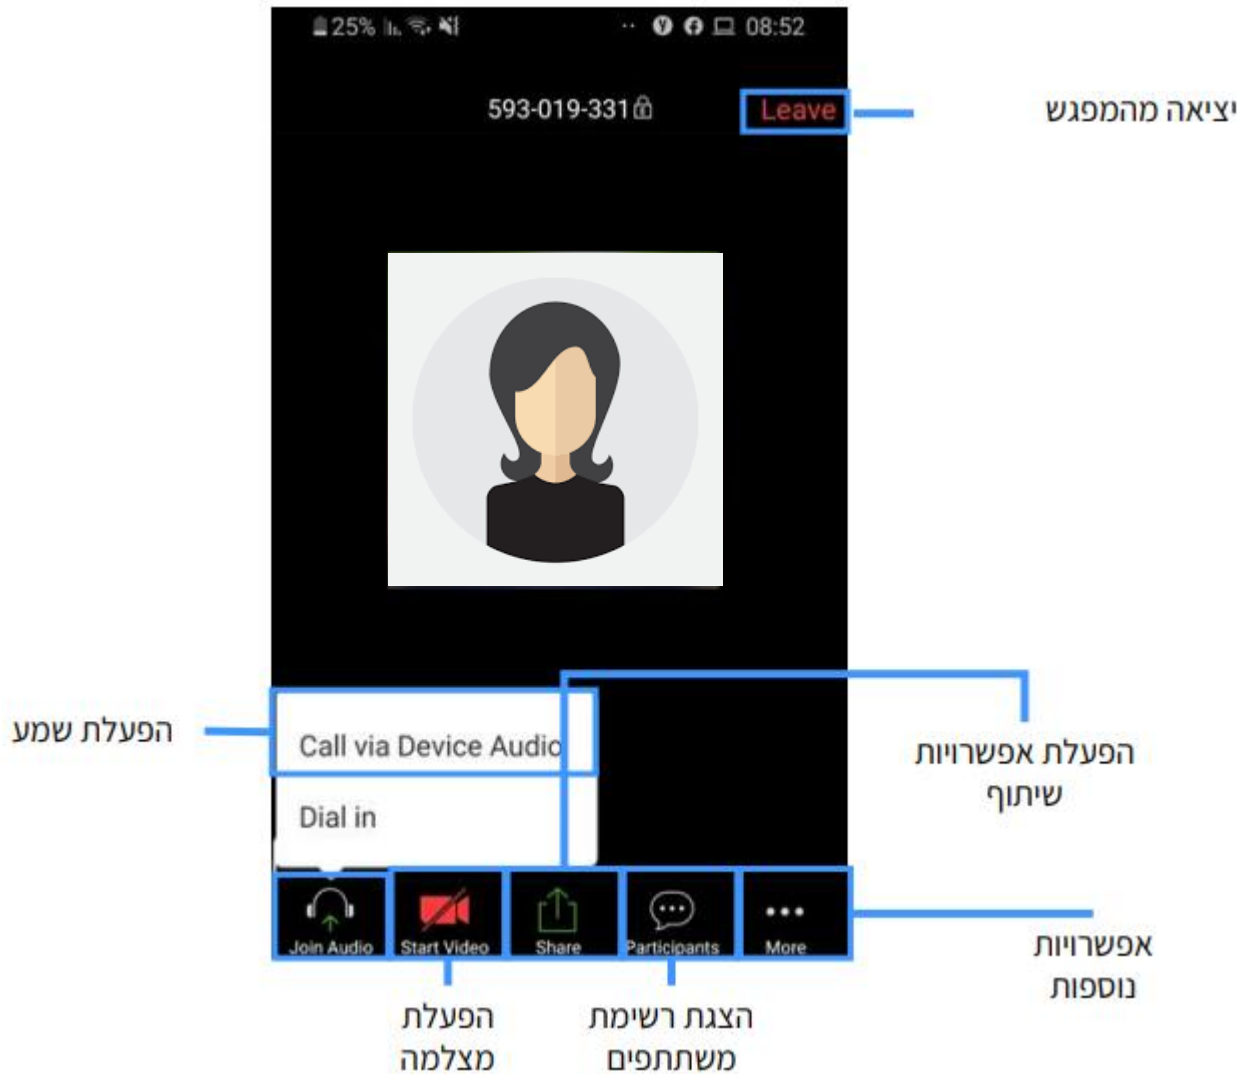 25%
08:52
593-019-331
Leave
יציאה מהמפגש
הפעלת שמע
Call via Device Audio
Dial in
הפעלת אפשרויות
שיתוף
Join Audio
Start Video
Share
Participants
More
אפשרויות
נוספות
הפעלת
מצלמה
הצגת רשימת
משתתפים